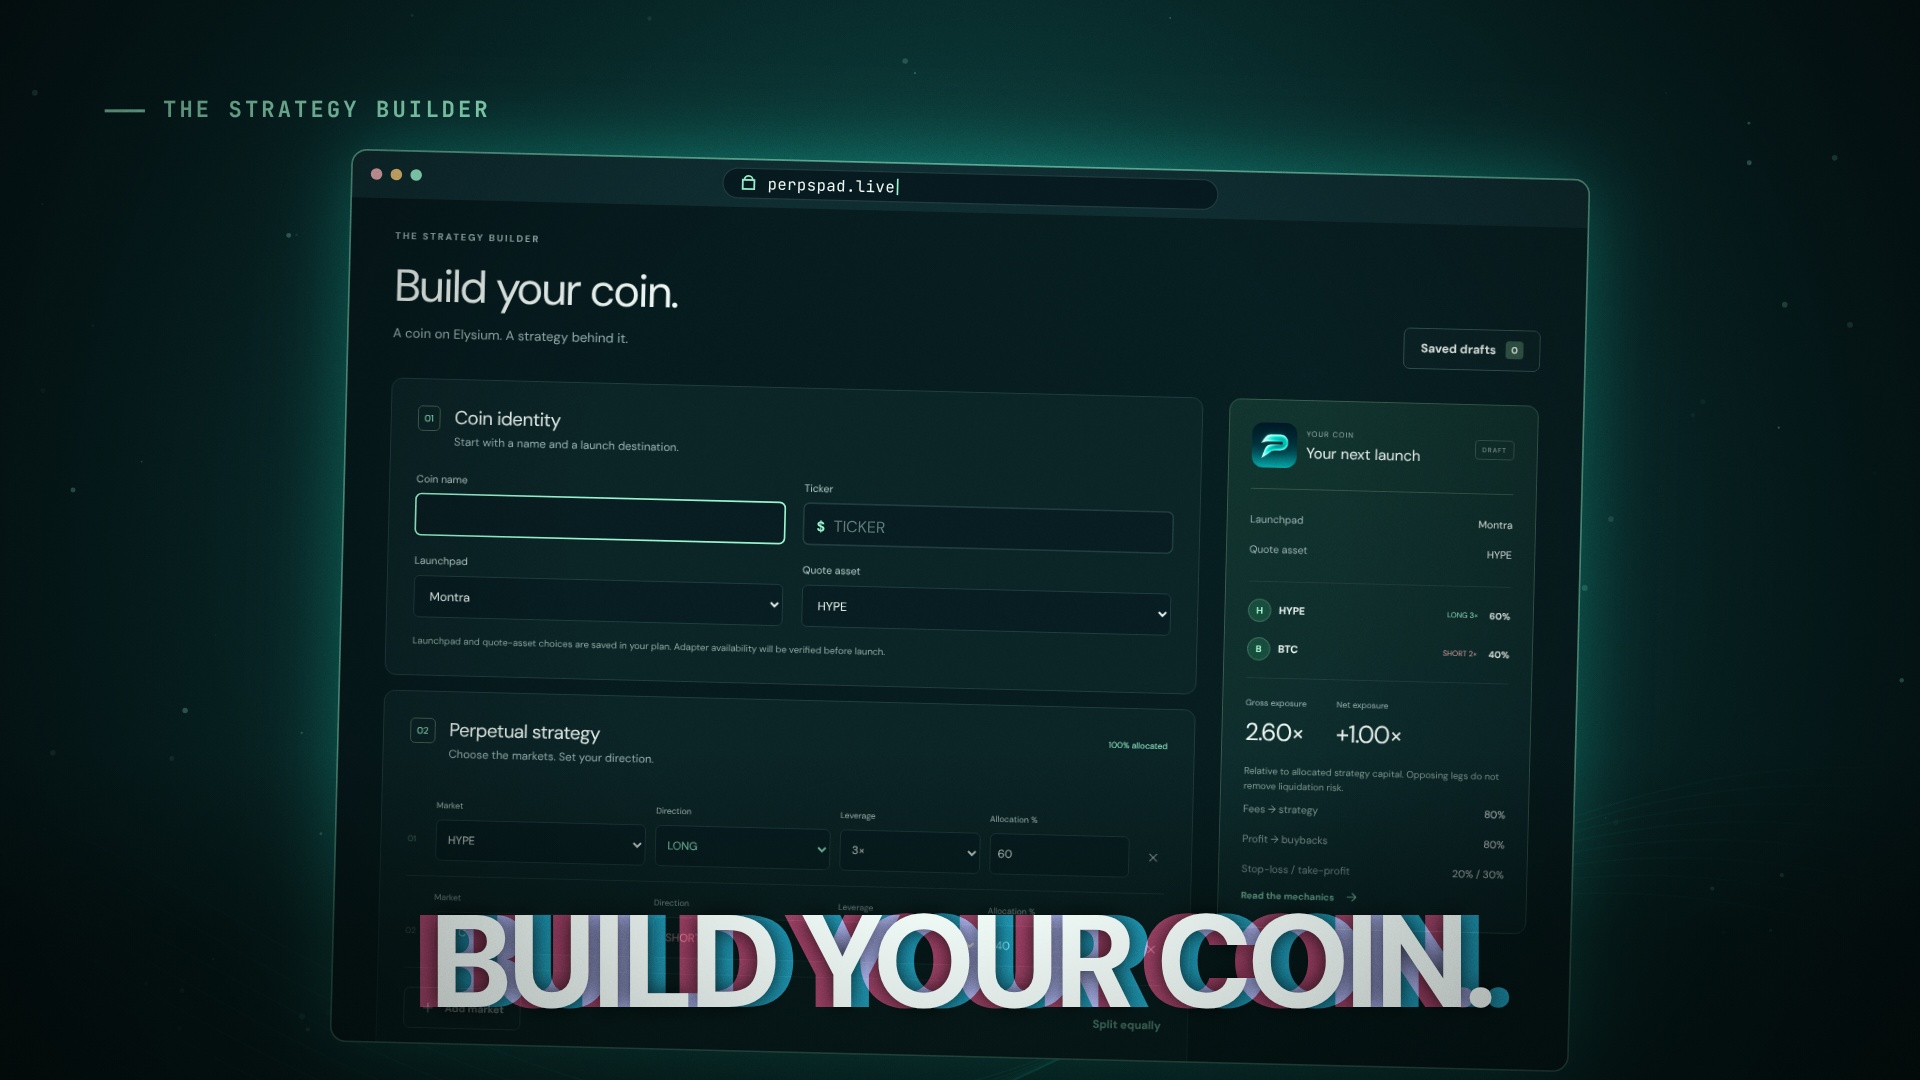 THE STRATEGY BUILDER
perpspad.live
THE STRATEGY BUILDER
Build your coin.
A coin on Elysium. A strategy behind it.
Saved drafts 0
01 Coin identity
Start with a name and a launch destination.
Coin name
Ticker
$ TICKER
Launchpad
Quote asset
Montra
HYPE
Launchpad and quote-asset choices are saved in your plan. Adapter availability will be verified before launch.
02 Perpetual strategy
Choose the markets. Set your direction.
100% allocated
Market Direction Leverage Allocation %
01 HYPE LONG 3× 60 ×
Market Direction Leverage Allocation %
02 SHORT 40 ×
Add market
Split equally
YOUR COIN
Your next launch
DRAFT
Launchpad Montra
Quote asset HYPE
H HYPE LONG 3× 60%
B BTC SHORT 2× 40%
Gross exposure Net exposure
2.60× +1.00×
Relative to allocated strategy capital. Opposing legs do not
remove liquidation risk.
Fees → strategy 80%
Profit → buybacks 80%
Stop-loss / take-profit 20% / 30%
Read the mechanics →
BUILD YOUR COIN.